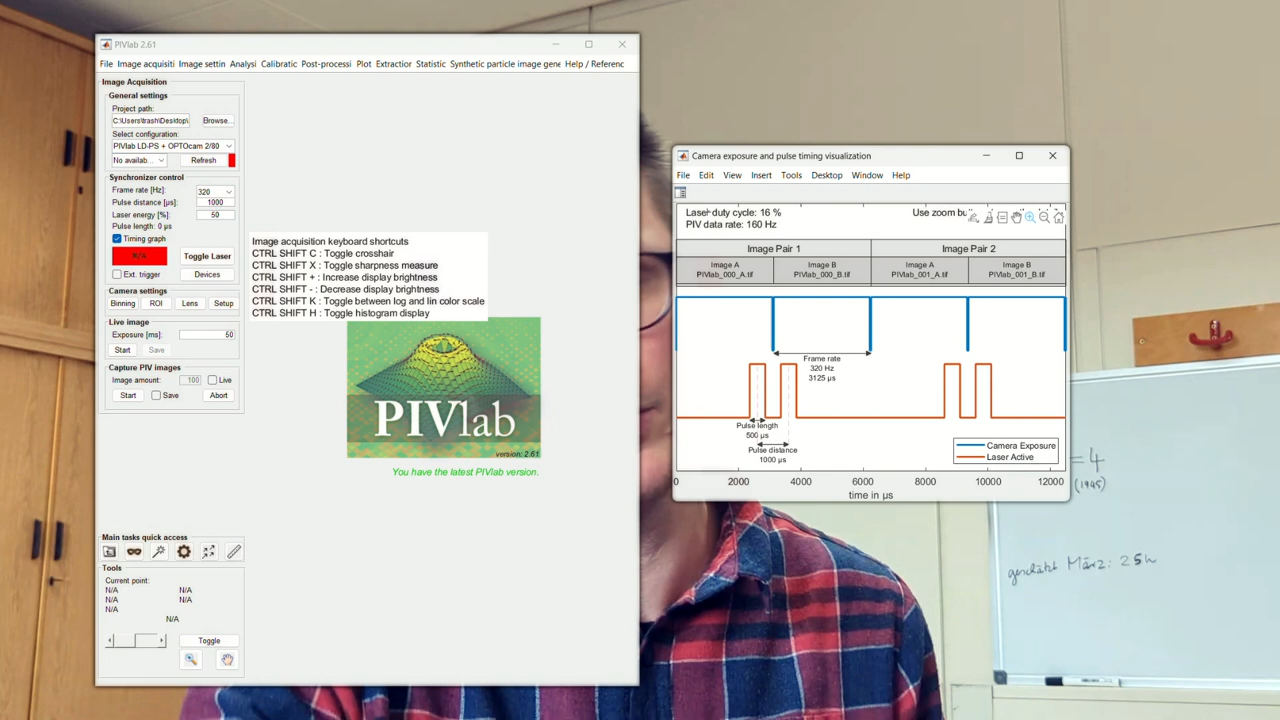 PIVlab 2.61
File Image acquisiti Image settin Analysi Calibratic Post-processi Plot Extraction Statistic Synthetic particle image gene Help / Referenc
Image Acquisition
General settings
Project path:
C:\Users\trash\Desktop\ Browse...
Select configuration:
PIVlab LD-PS + OPTOcam 2/80
No availab... Refresh
Synchronizer control
Frame rate [Hz]: 320
Pulse distance [µs]: 1000
Laser energy [%]: 50
Pulse length: 0 µs
Timing graph
N/A Toggle Laser
Ext. trigger Devices
Camera settings
Binning ROI Lens Setup
Live image
Exposure [ms]: 50
Start Save
Capture PIV images
Image amount: 100 Live
Start Save Abort
Image acquisition keyboard shortcuts
CTRL SHIFT C : Toggle crosshair
CTRL SHIFT X : Toggle sharpness measure
CTRL SHIFT + : Increase display brightness
CTRL SHIFT - : Decrease display brightness
CTRL SHIFT K : Toggle between log and lin color scale
CTRL SHIFT H : Toggle histogram display
PIVlab
version: 2.61
You have the latest PIVlab version.
Main tasks quick access
Tools
Current point:
N/A N/A
N/A N/A
N/A
N/A
Toggle
Camera exposure and pulse timing visualization
File Edit View Insert Tools Desktop Window Help
Laser duty cycle: 16 % Use zoom bu
PIV data rate: 160 Hz
Image Pair 1 Image Pair 2
Image A Image B Image A Image B
PIVlab_000_A.tif PIVlab_000_B.tif PIVlab_001_A.tif PIVlab_001_B.tif
Frame rate
320 Hz
3125 µs
Pulse length
500 µs
Pulse distance
1000 µs
Camera Exposure
Laser Active
0 2000 4000 6000 8000 10000 12000
time in µs
=4
(1945)
geschätzt März: 25h